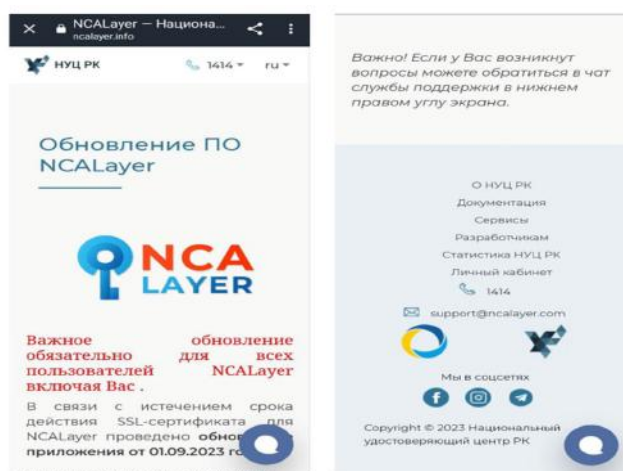 NCALayer — Национа...
ncalayer.info
НУЦ РК
1414
ru
Обновление ПО
NCALayer
NCA
LAYER
Важное обновление
обязательно для всех
пользователей NCALayer
включая Вас .
В связи с истечением срока
действия SSL-сертификата для
NCALayer проведено
приложения от 01.09.2023
Важно! Если у Вас возникнут
вопросы можете обратиться в чат
службы поддержки в нижнем
правом углу экрана.
О НУЦ РК
Документация
Сервисы
Разработчикам
Статистика НУЦ РК
Личный кабинет
1414
support@ncalayer.com
Мы в соцсетях
Copyright © 2023 Национальный
удостоверяющий центр РК